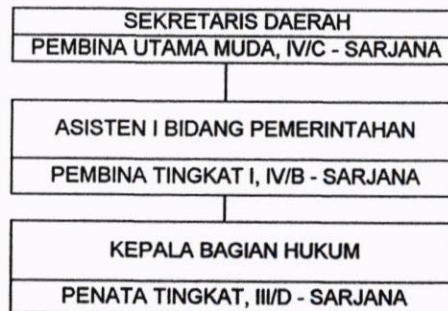 SEKRETARIS DAERAH
PEMBINA UTAMA MUDA, IV/C - SARJANA
ASISTEN I BIDANG PEMERINTAHAN
PEMBINA TINGKAT I, IV/B - SARJANA
KEPALA BAGIAN HUKUM
PENATA TINGKAT, III/D - SARJANA